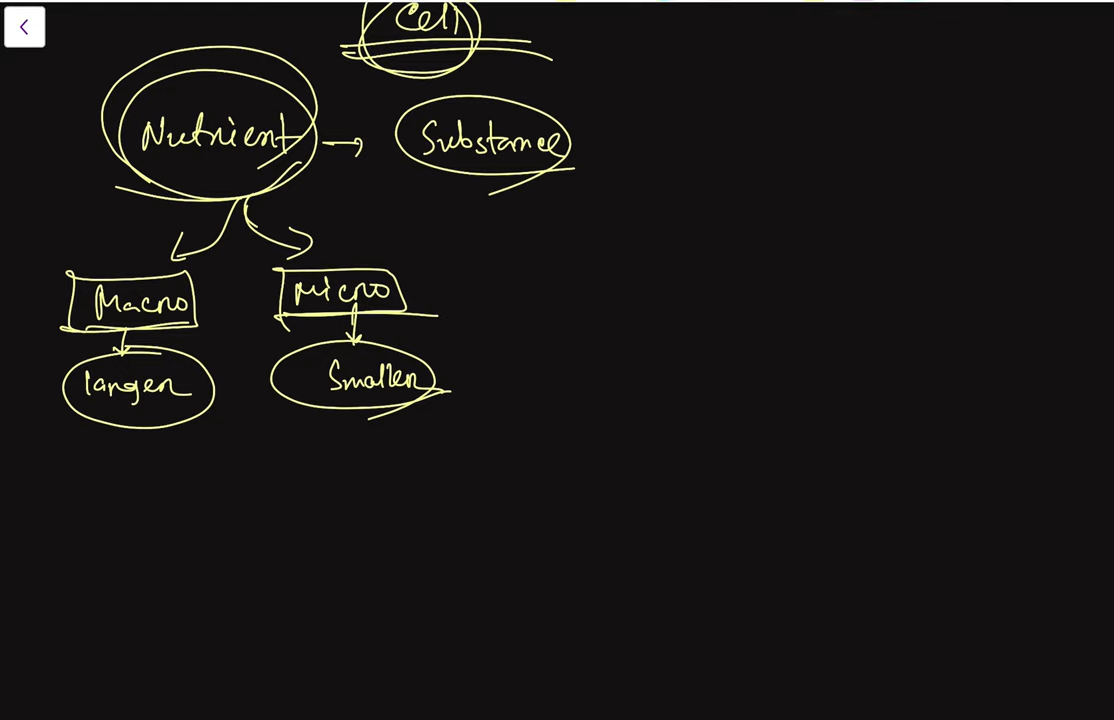 Cell
Nutrient → Substance
Macro Micro
larger Smaller